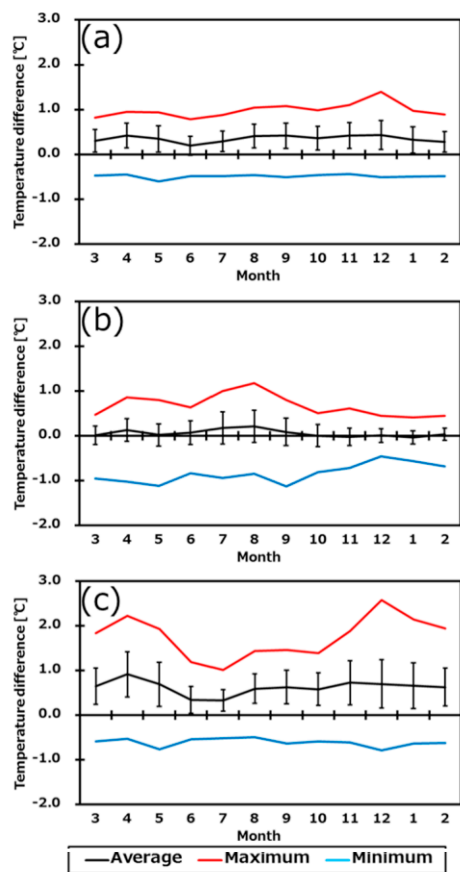 (a)
Temperature difference [℃]
3.0
2.0
1.0
0.0
-1.0
-2.0
3 4 5 6 7 8 9 10 11 12 1 2
Month
(b)
Temperature difference [℃]
3.0
2.0
1.0
0.0
-1.0
-2.0
3 4 5 6 7 8 9 10 11 12 1 2
Month
(c)
Temperature difference [℃]
3.0
2.0
1.0
0.0
-1.0
-2.0
3 4 5 6 7 8 9 10 11 12 1 2
Month
Average Maximum Minimum